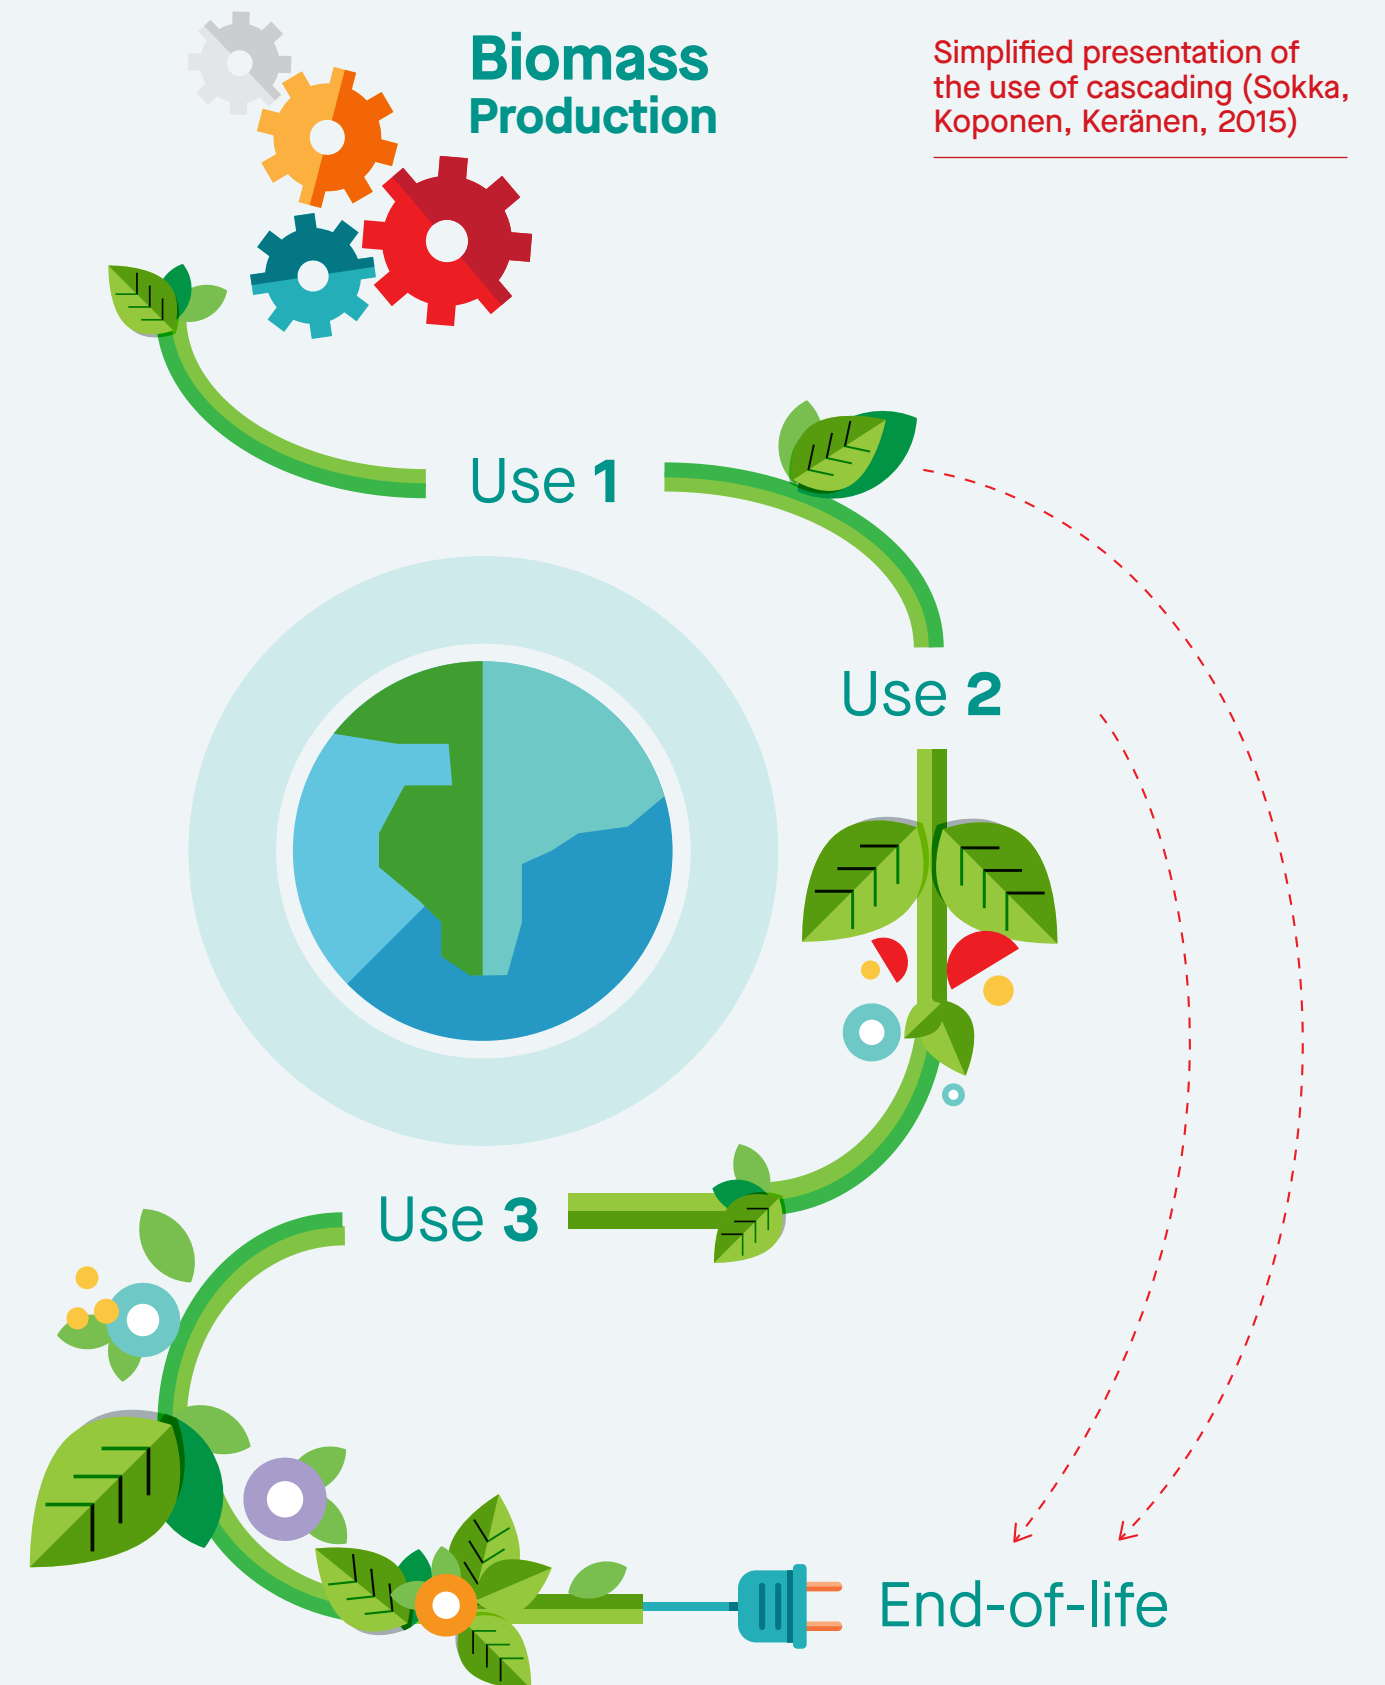 Biomass
Production
Simplified presentation of
the use of cascading (Sokka,
Koponen, Keränen, 2015)
Use 1
Use 2
Use 3
End-of-life